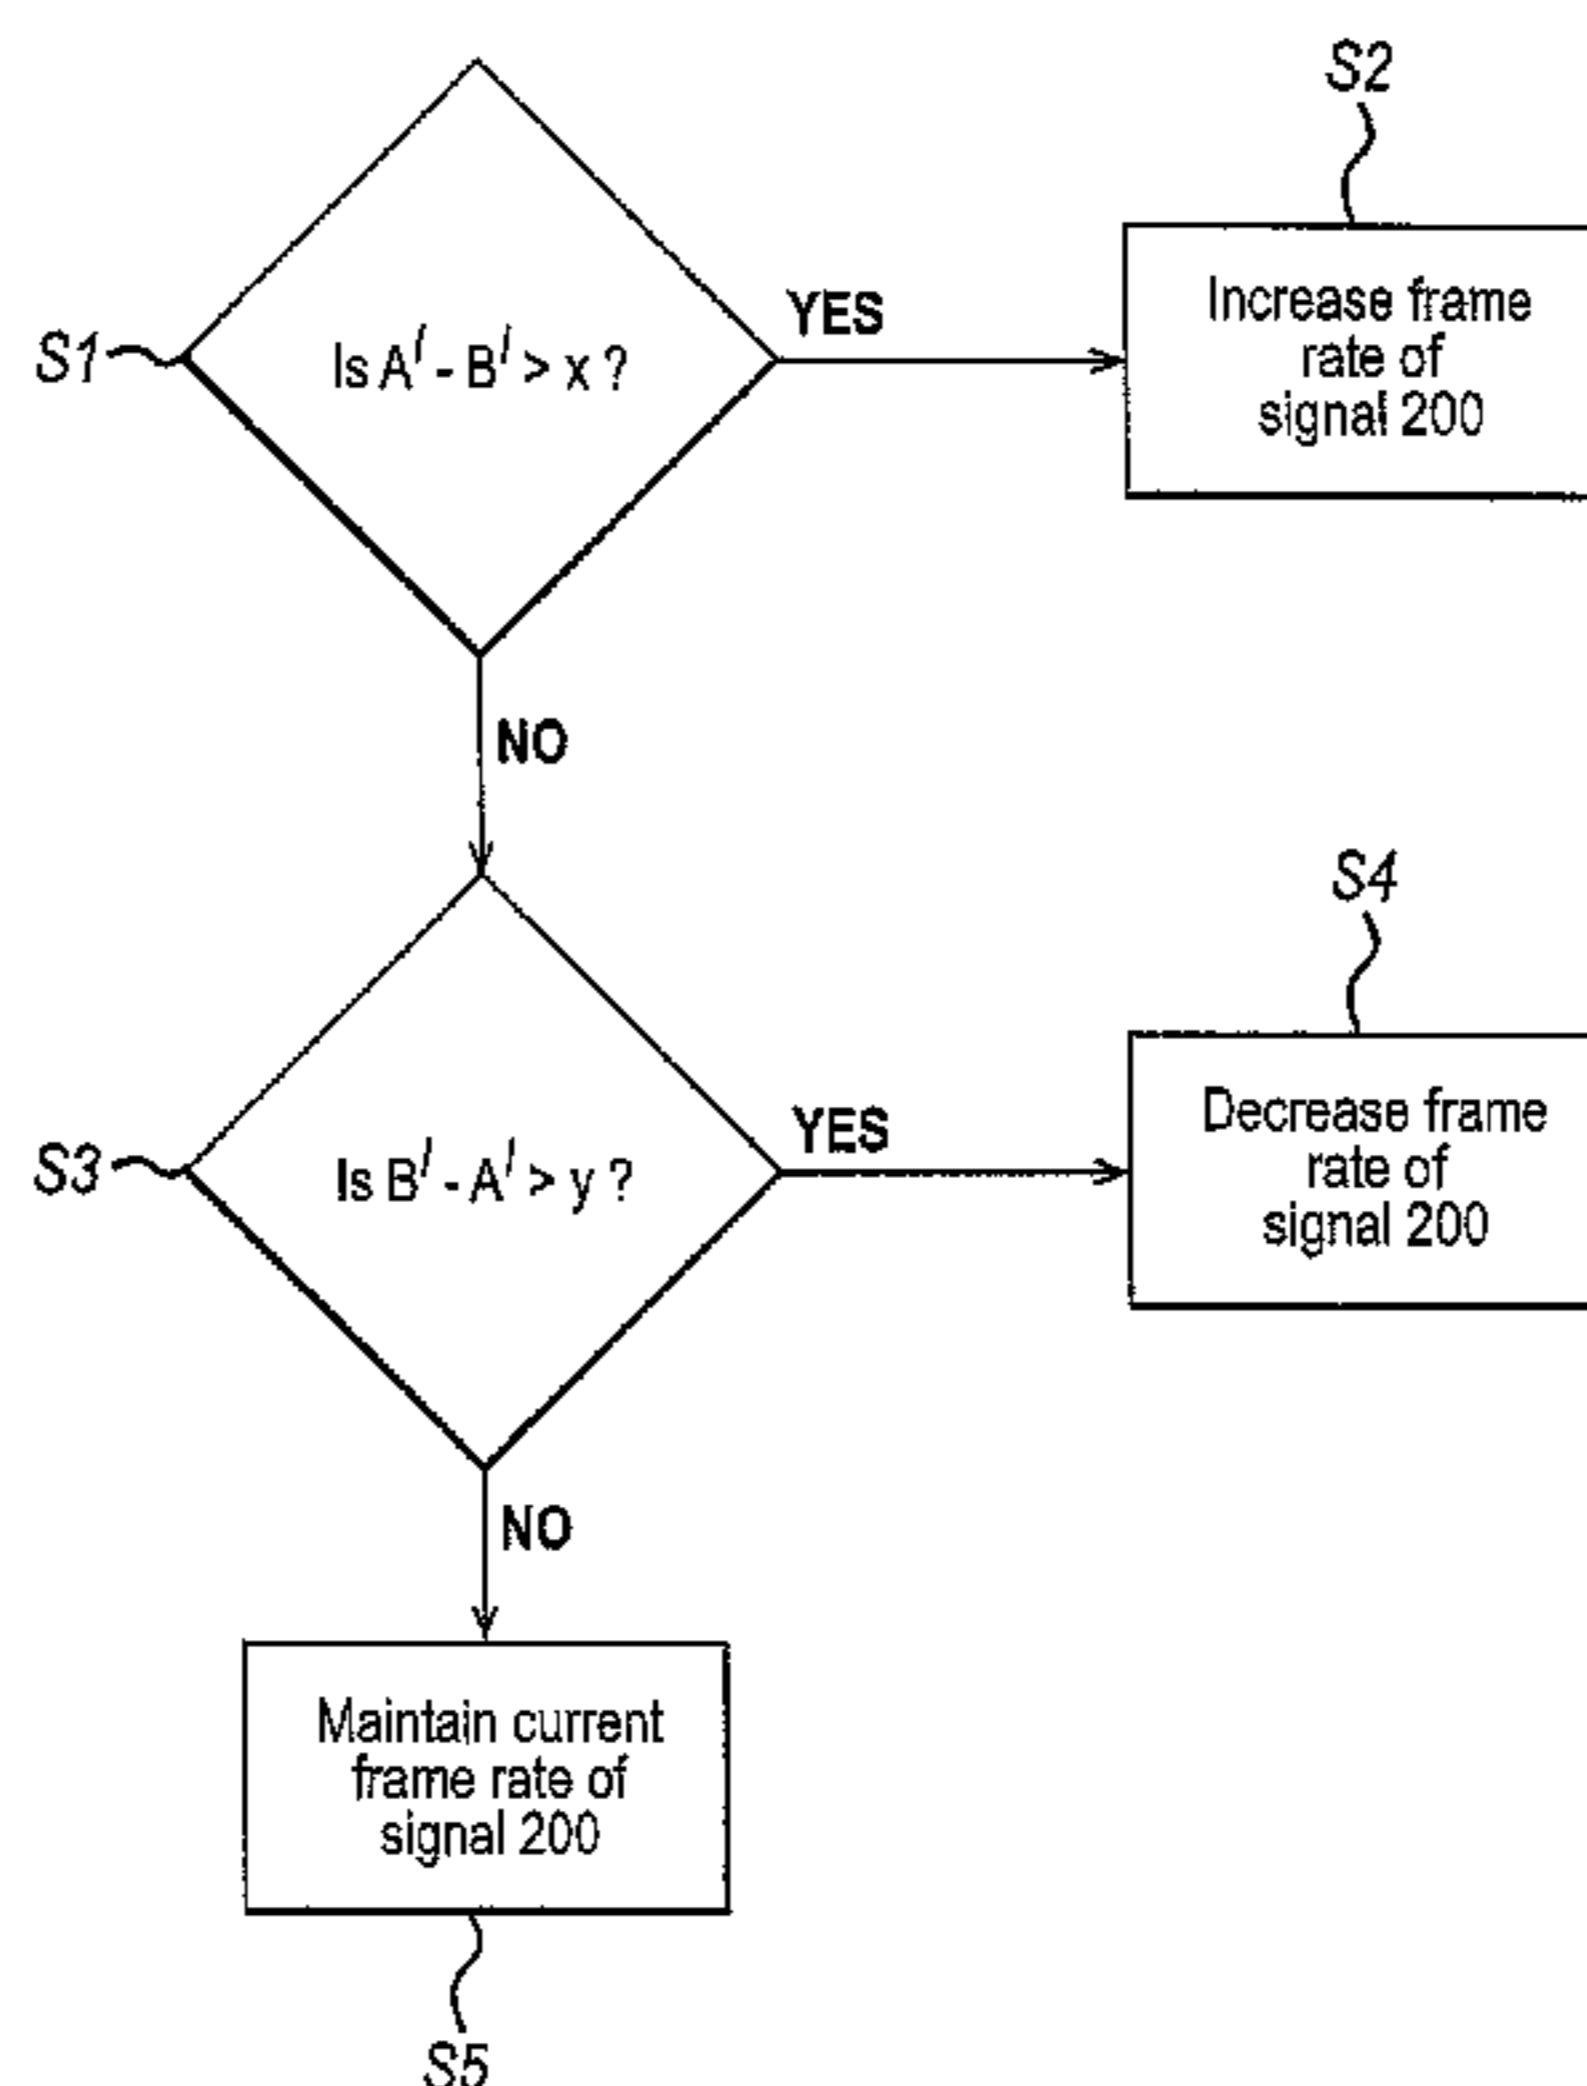 S2
Increase frame
rate of
signal 200
YES
S1
Is A' - B' > x ?
NO
S4
Decrease frame
rate of
signal 200
YES
S3
Is B' - A' > y ?
NO
Maintain current
frame rate of
signal 200
S5